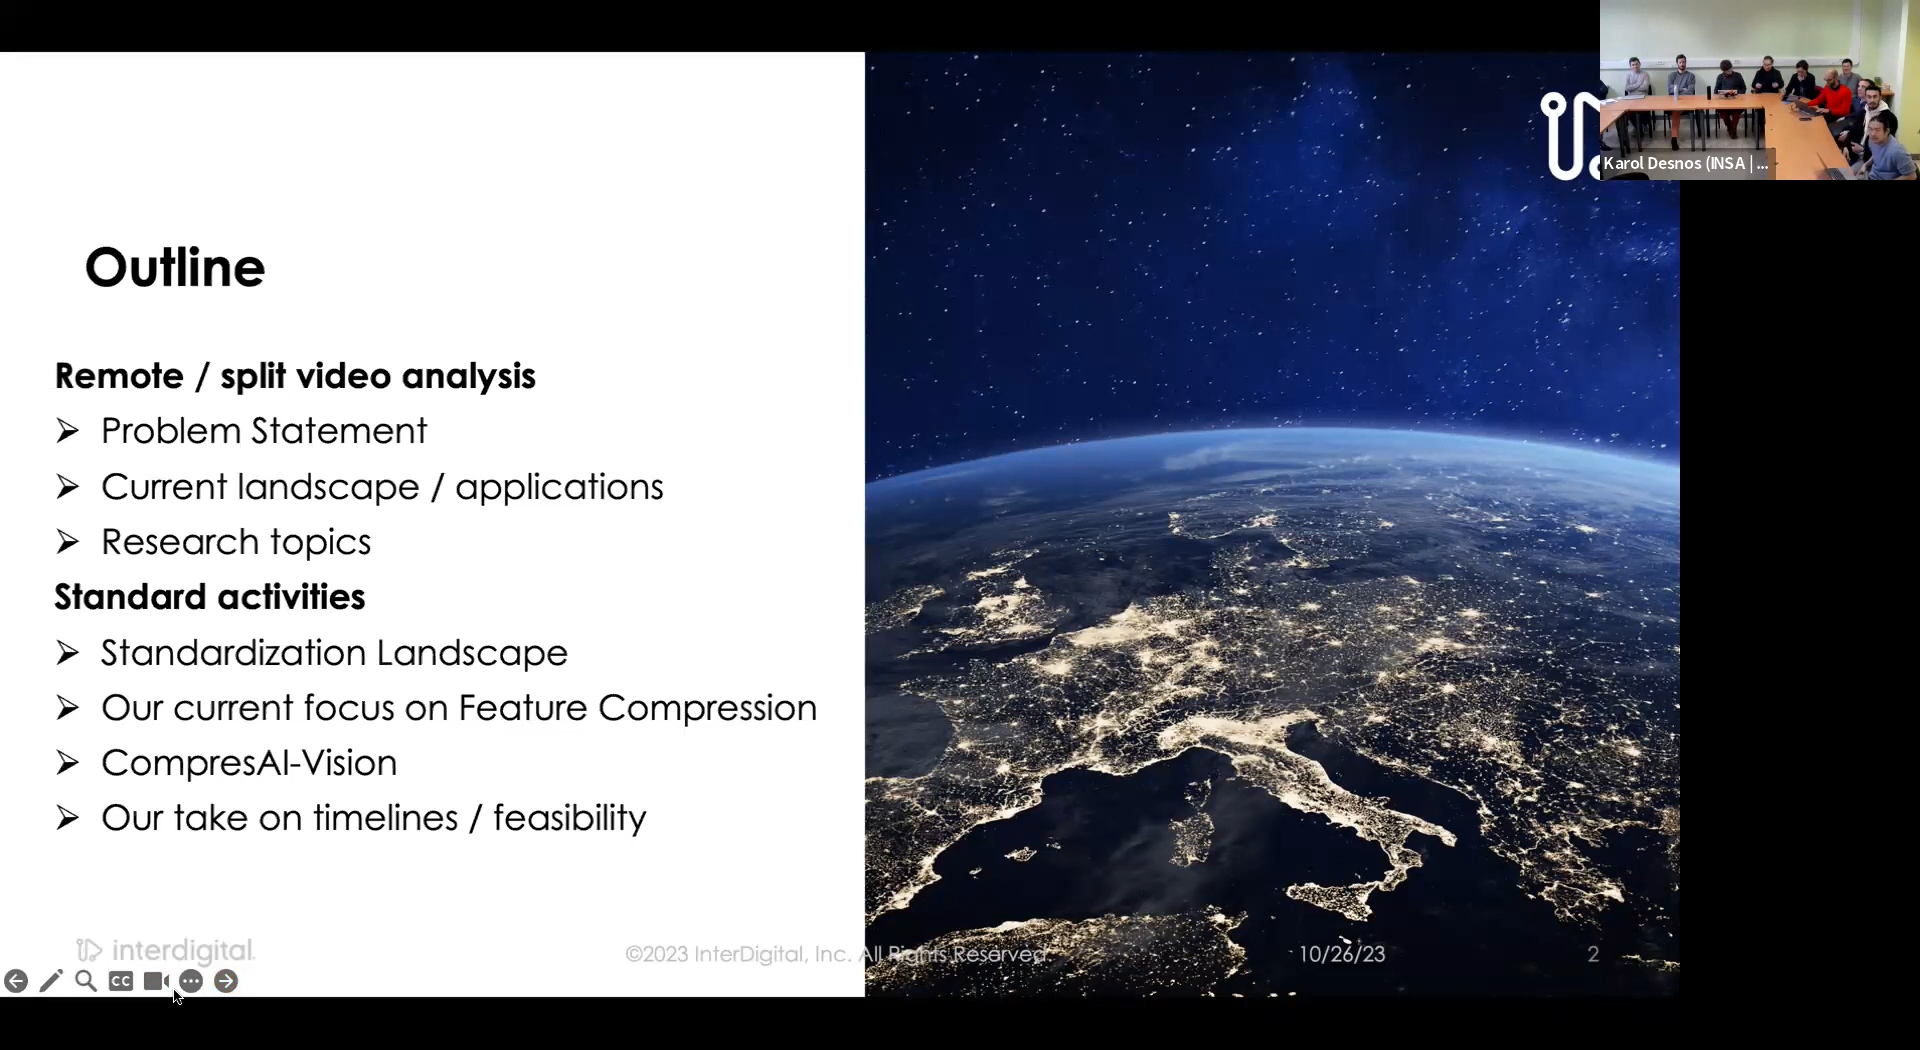 Karol Desnos (INSA | ...
Outline
Remote / split video analysis
➢ Problem Statement
➢ Current landscape / applications
➢ Research topics
Standard activities
➢ Standardization Landscape
➢ Our current focus on Feature Compression
➢ CompresAI-Vision
➢ Our take on timelines / feasibility
interdigital.
©2023 InterDigital, Inc. All Rights Reserved.
10/26/23
2
CC